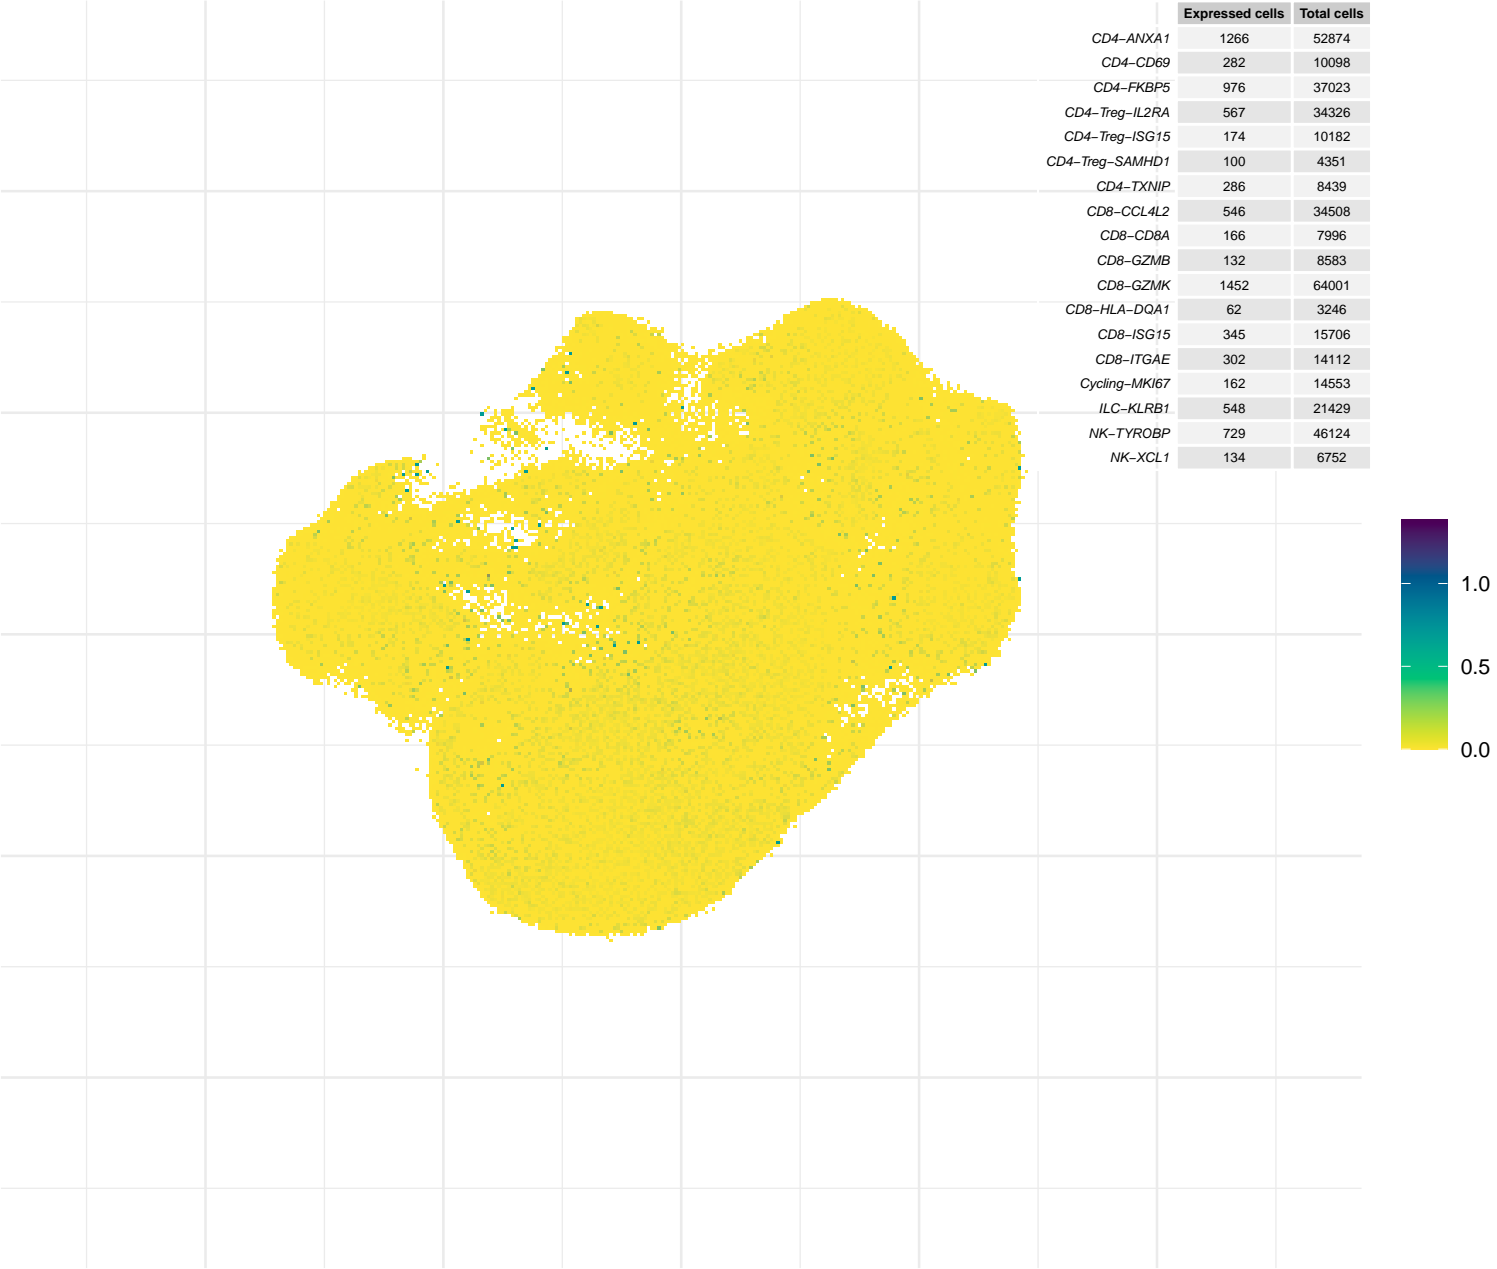 Expressed cells Total cells
CD4−ANXA1 1266 52874
CD4−CD69 282 10098
CD4−FKBP5 976 37023
CD4−Treg−IL2RA 567 34326
CD4−Treg−ISG15 174 10182
CD4−Treg−SAMHD1 100 4351
CD4−TXNIP 286 8439
CD8−CCL4L2 546 34508
CD8−CD8A 166 7996
CD8−GZMB 132 8583
CD8−GZMK 1452 64001
CD8−HLA−DQA1 62 3246
CD8−ISG15 345 15706
CD8−ITGAE 302 14112
Cycling−MKI67 162 14553
ILC−KLRB1 548 21429
NK−TYROBP 729 46124
NK−XCL1 134 6752
1.0
0.5
0.0